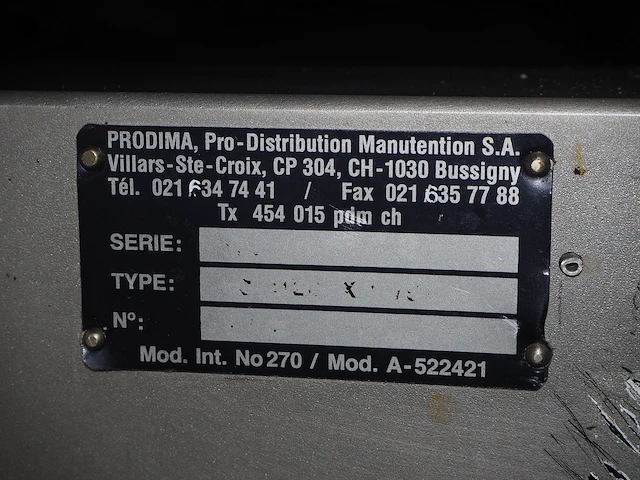 PRODIMA, Pro-Distribution Manutention S.A.
Villars-Ste-Croix, CP 304, CH-1030 Bussigny
Tél. 021 634 74 41 / Fax 021 635 77 88
Tx 454 015 pdm ch
SERIE:
TYPE:
Nº:
Mod. Int. No 270 / Mod. A-522421